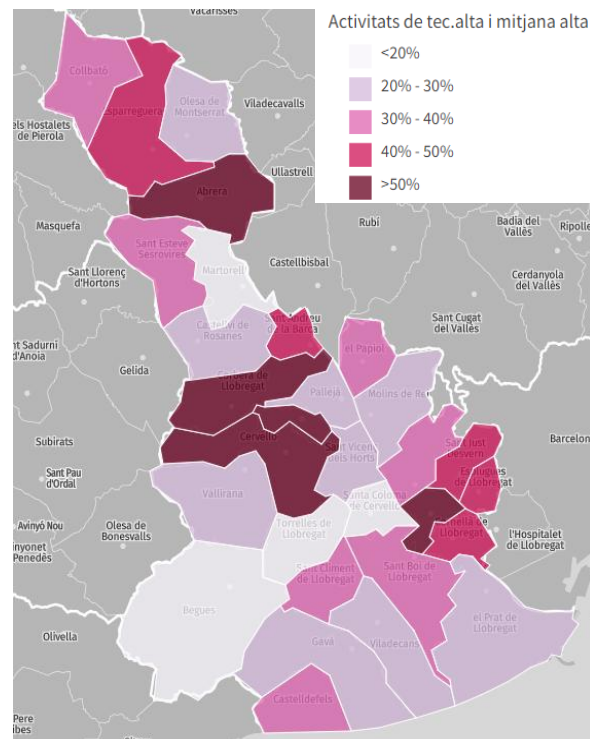 Activitats de tec.alta i mitjana alta
<20%
20% - 30%
30% - 40%
40% - 50%
>50%
Vacarisses
Collbató
Esparreguera
Olesa de
Montserrat
Viladecavalls
els Hostalets
de Pierola
Ullastrell
Abrera
Masquefa
Rubí
Badia del
Vallès
Ripolle
Sant Esteve
Sesrovires
Martorell
Castellbisbal
Sant Llorenç
d'Hortons
Cerdanyola
del Vallès
Castellví de
Rosanes
Sant Andreu
de la Barca
Sant Cugat
del Vallès
nt Sadurní
d'Anoia
el Papiol
Gelida
Corbera de
Llobregat
Pallejà
Molins de Rei
Subirats
Cervelló
Sant Vicenç
dels Horts
Sant Just
Desvern
Barcelon
Sant Pau
d'Ordal
Esplugues
de Llobregat
Vallirana
Santa Coloma
de Cervelló
Avinyó Nou
Olesa de
Bonesvalls
Torrelles de
Llobregat
Cornellà de
Llobregat
l'Hospitalet
de Llobregat
inyonet
Penedès
Sant Climent
de Llobregat
Sant Boi de
Llobregat
Begues
el Prat de
Llobregat
Olivella
Gavà
Viladecans
Castelldefels
Pere
ibes